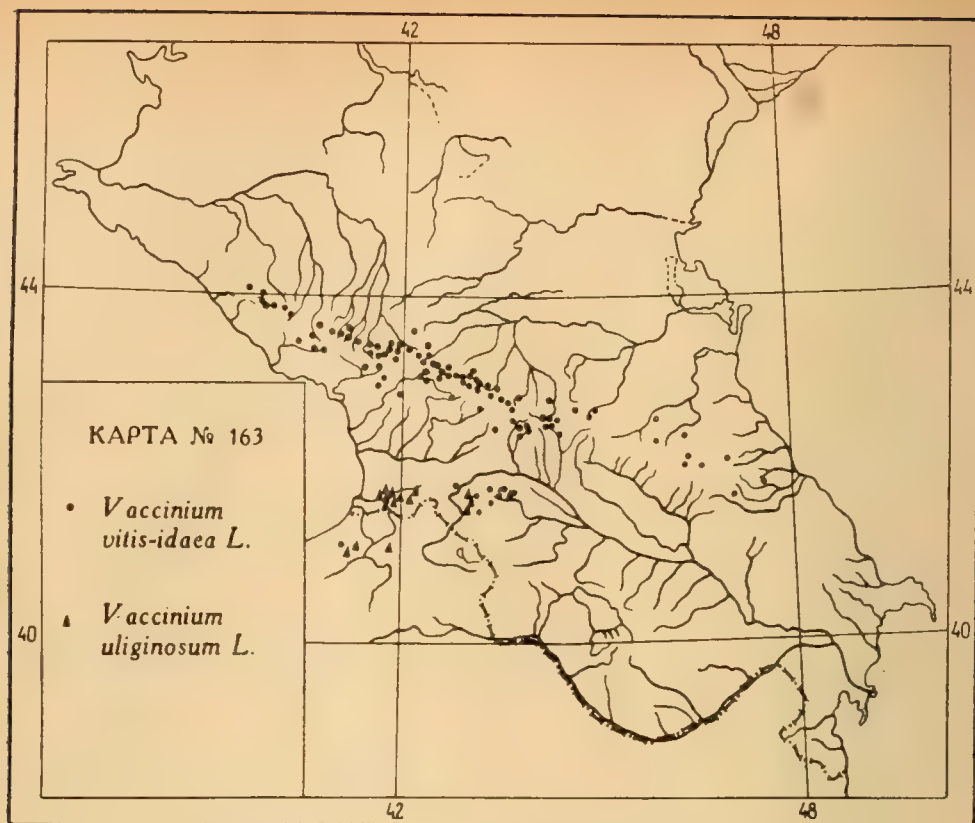 42 48
44 44
КАРТА № 163
Vaccinium
vitis-idaea L.
Vaccinium
uliginosum L.
40 40
42 48